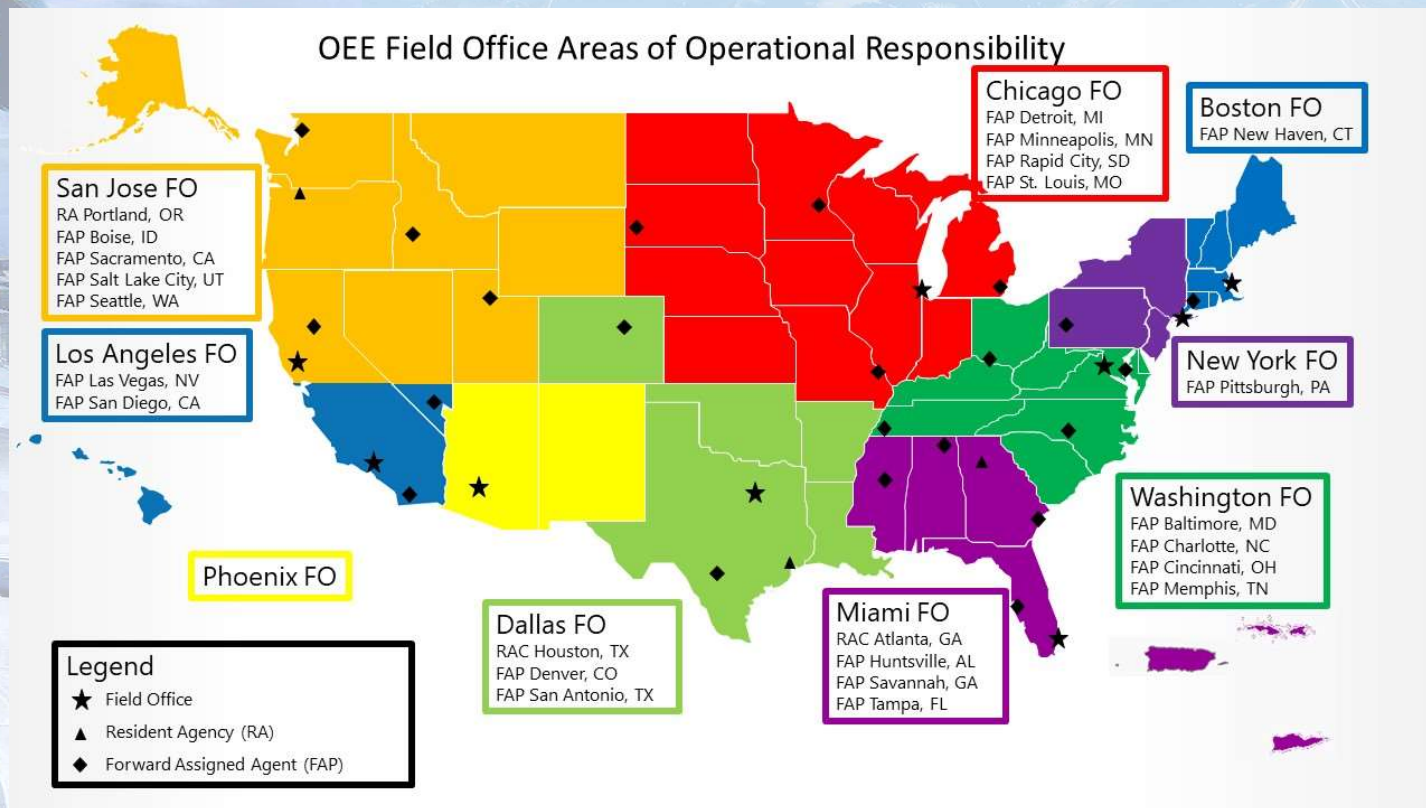 OEE Field Office Areas of Operational Responsibility
Chicago FO
FAP Detroit, MI
FAP Minneapolis, MN
FAP Rapid City, SD
FAP St. Louis, MO
Boston FO
FAP New Haven, CT
San Jose FO
RA Portland, OR
FAP Boise, ID
FAP Sacramento, CA
FAP Salt Lake City, UT
FAP Seattle, WA
Los Angeles FO
FAP Las Vegas, NV
FAP San Diego, CA
New York FO
FAP Pittsburgh, PA
Washington FO
FAP Baltimore, MD
FAP Charlotte, NC
FAP Cincinnati, OH
FAP Memphis, TN
Phoenix FO
Dallas FO
RAC Houston, TX
FAP Denver, CO
FAP San Antonio, TX
Miami FO
RAC Atlanta, GA
FAP Huntsville, AL
FAP Savannah, GA
FAP Tampa, FL
Legend
Field Office
Resident Agency (RA)
Forward Assigned Agent (FAP)